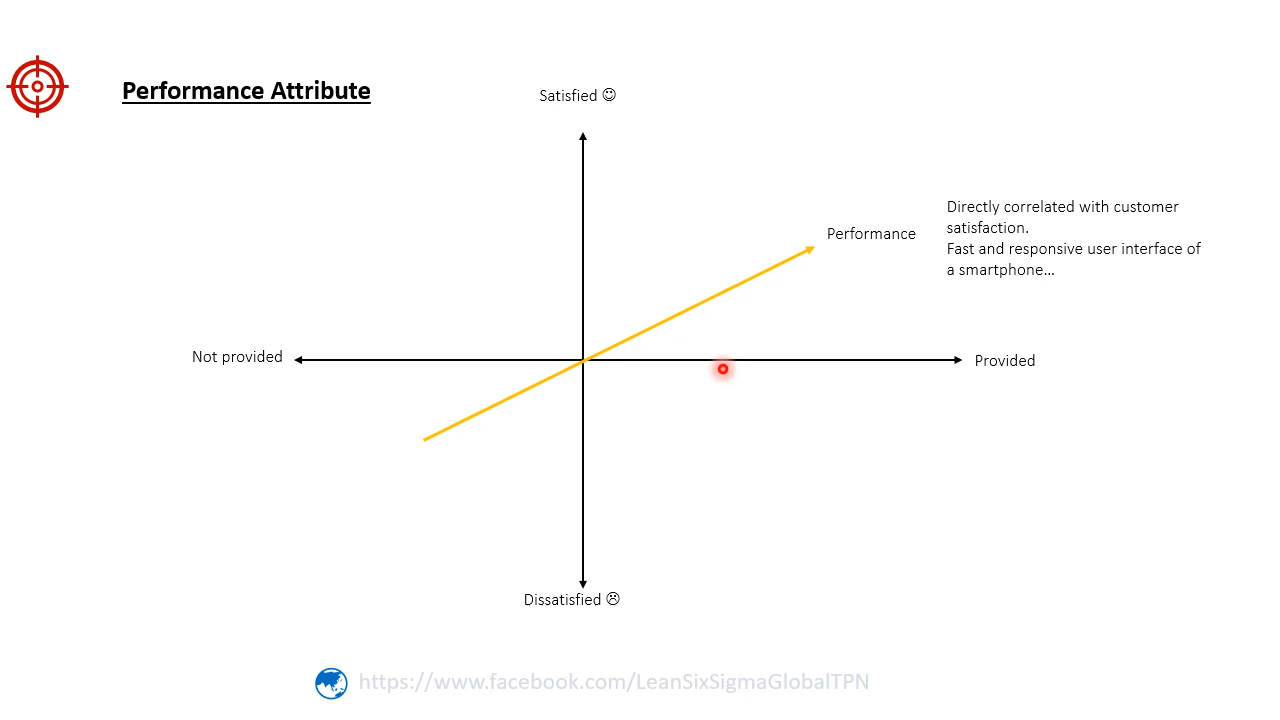 Performance Attribute
Satisfied ☺
Performance
Directly correlated with customer
satisfaction.
Fast and responsive user interface of
a smartphone...
Not provided
Provided
Dissatisfied ☹
https://www.facebook.com/LeanSixSigmaGlobalTPN